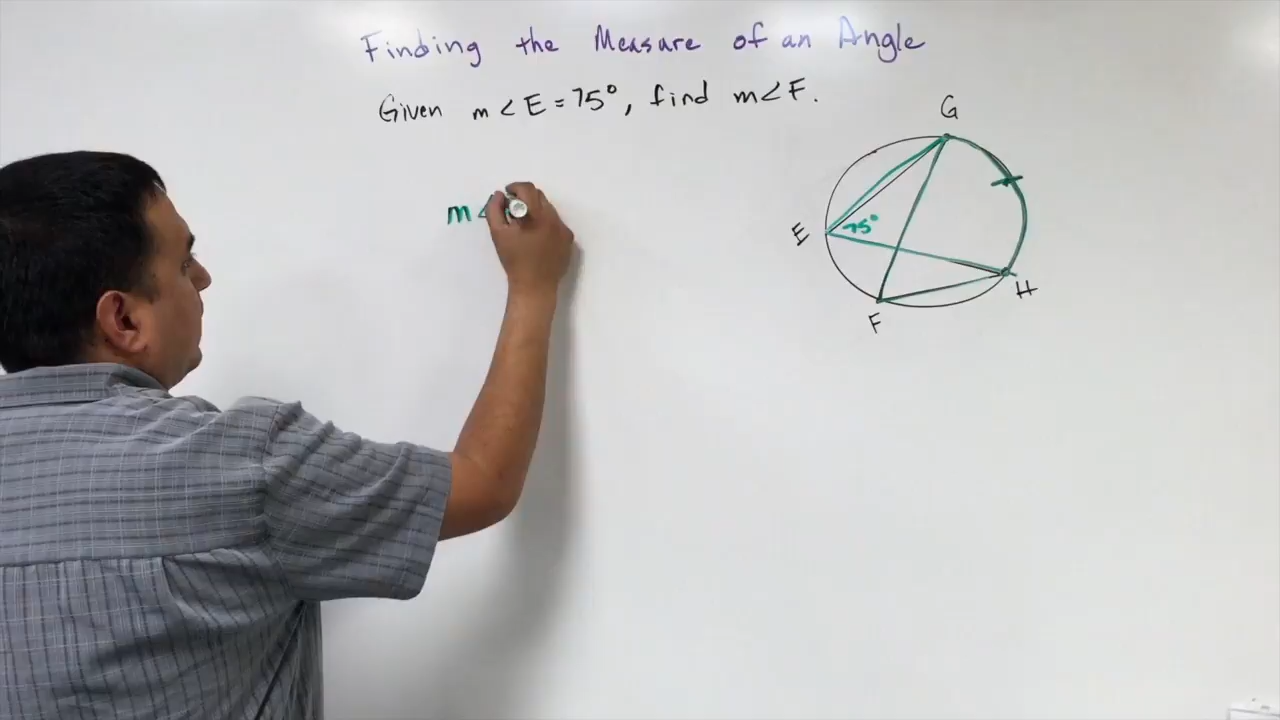 Finding the Measure of an Angle
Given m<E = 75°, find m<F.
G
m<
E
75°
H
F